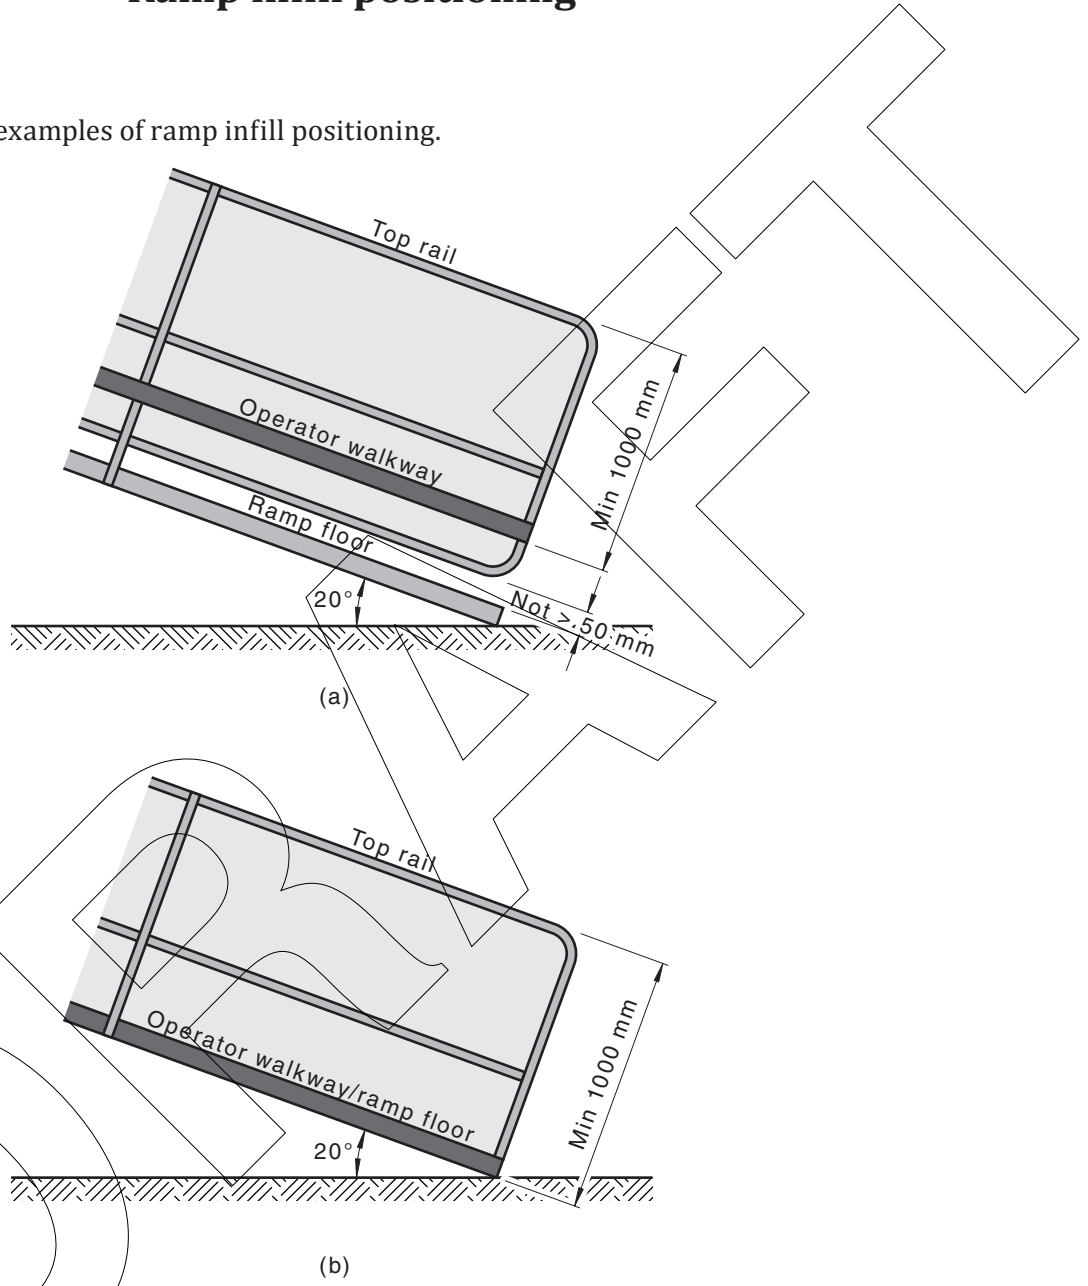 Ramp infill positioning
examples of ramp infill positioning.
Top rail
Operator walkway
Ramp floor
Min 1000 mm
20°
Not > 50 mm
(a)
Top rail
Operator walkway/ramp floor
Min 1000 mm
20°
(b)
DRAFT